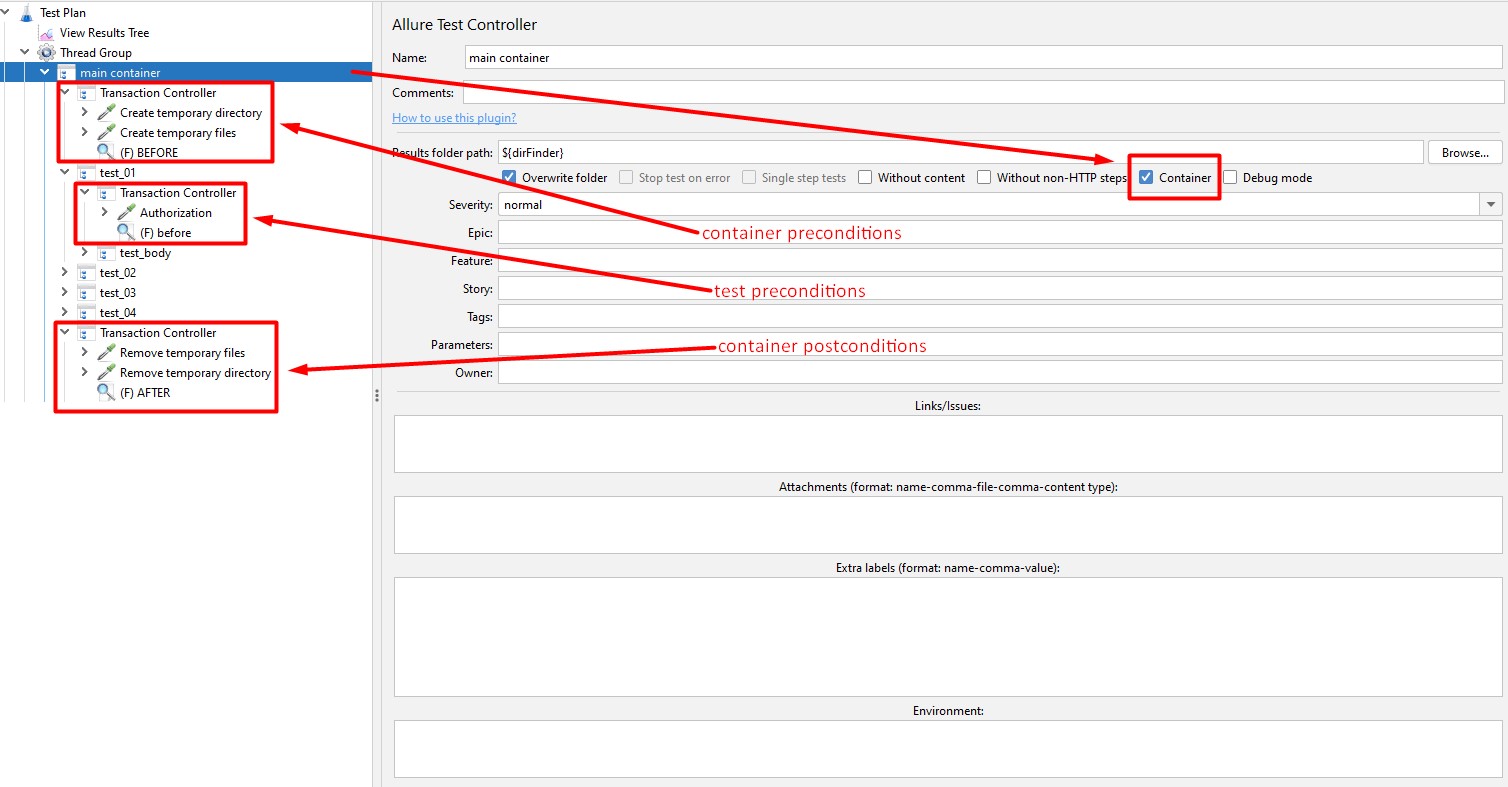 Test Plan
View Results Tree
Thread Group
main container
Transaction Controller
Create temporary directory
Create temporary files
(F) BEFORE
test_01
Transaction Controller
Authorization
(F) before
test_body
test_02
test_03
test_04
Transaction Controller
Remove temporary files
Remove temporary directory
(F) AFTER
Allure Test Controller
Name: main container
Comments:
How to use this plugin?
Results folder path: ${dirFinder} Browse...
Overwrite folder Stop test on error Single step tests Without content Without non-HTTP steps Container Debug mode
Severity: normal
Epic: container preconditions
Feature:
Story: test preconditions
Tags:
Parameters: container postconditions
Owner:
Links/Issues:
Attachments (format: name-comma-file-comma-content type):
Extra labels (format: name-comma-value):
Environment: